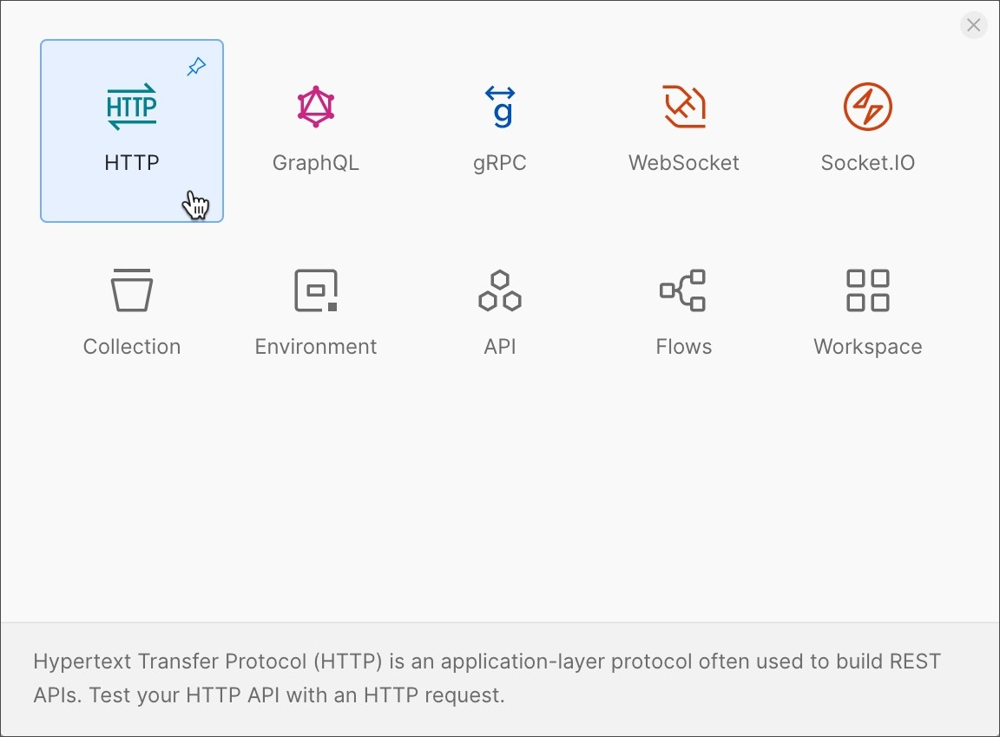 HTTP
HTTP
GraphQL
g
gRPC
WebSocket
Socket.IO
Collection
Environment
API
Flows
Workspace
Hypertext Transfer Protocol (HTTP) is an application-layer protocol often used to build REST
APIs. Test your HTTP API with an HTTP request.